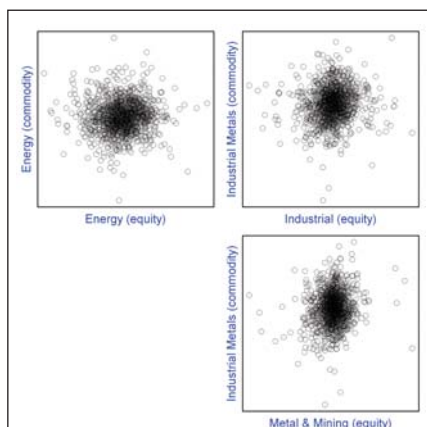 Energy (commodity)
Energy (equity)
Industrial Metals (commodity)
Industrial (equity)
Industrial Metals (commodity)
Metal & Mining (equity)